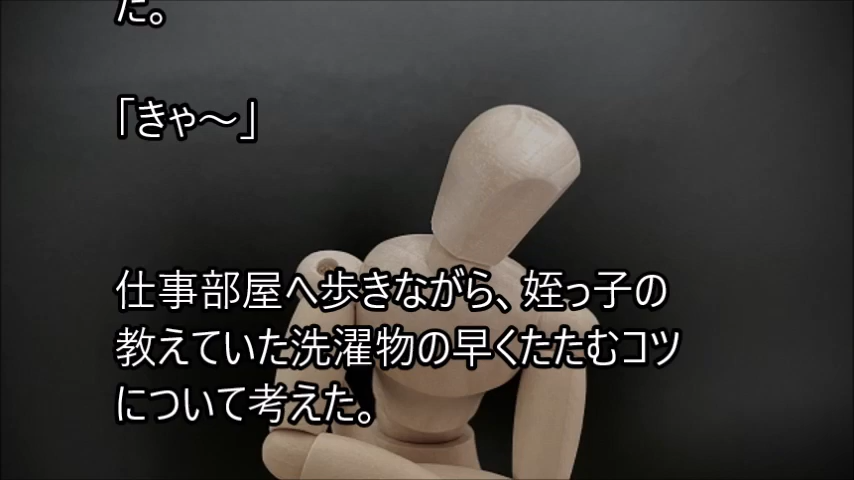 た。
「きゃ～」
仕事部屋へ歩きながら、姪っ子の
教えていた洗濯物の早くたたむコツ
について考えた。